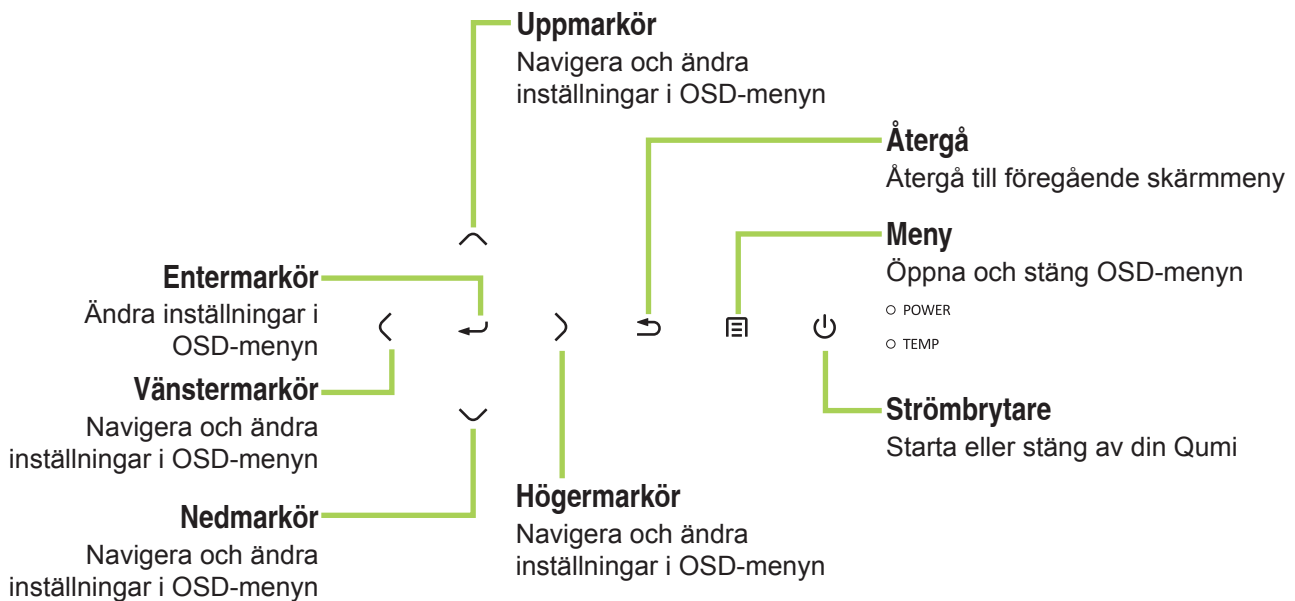 Uppmarkör
Navigera och ändra
inställningar i OSD-menyn
Återgå
Återgå till föregående skärmmeny
Meny
Öppna och stäng OSD-menyn
POWER
TEMP
Entermarkör
Ändra inställningar i
OSD-menyn
Vänstermarkör
Navigera och ändra
inställningar i OSD-menyn
Strömbrytare
Starta eller stäng av din Qumi
Nedmarkör
Navigera och ändra
inställningar i OSD-menyn
Högermarkör
Navigera och ändra
inställningar i OSD-menyn